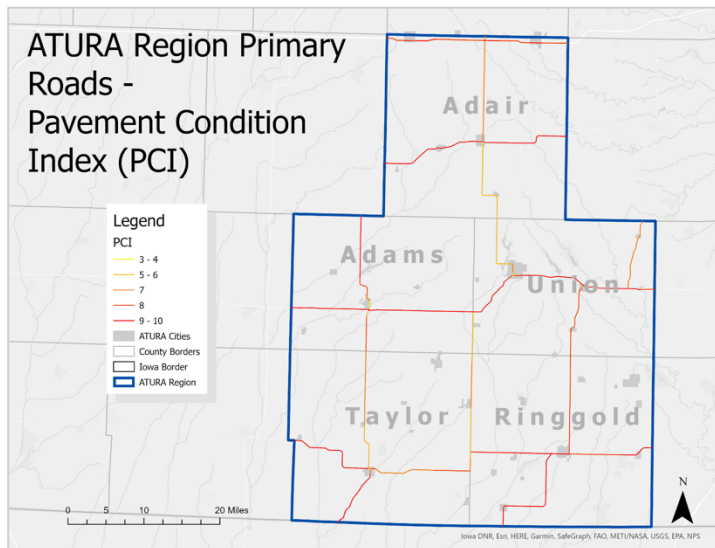 ATURA Region Primary
Roads -
Pavement Condition
Index (PCI)
Adair
Legend
PCI
3 - 4
5 - 6
7
8
9 - 10
ATURA Cities
County Borders
Iowa Border
ATURA Region
Adams
Union
Taylor
Ringgold
0 5 10 20 Miles
N
Iowa DNR, Esri, HERE, Garmin, SafeGraph, FAO, METI/NASA, USGS, EPA, NPS